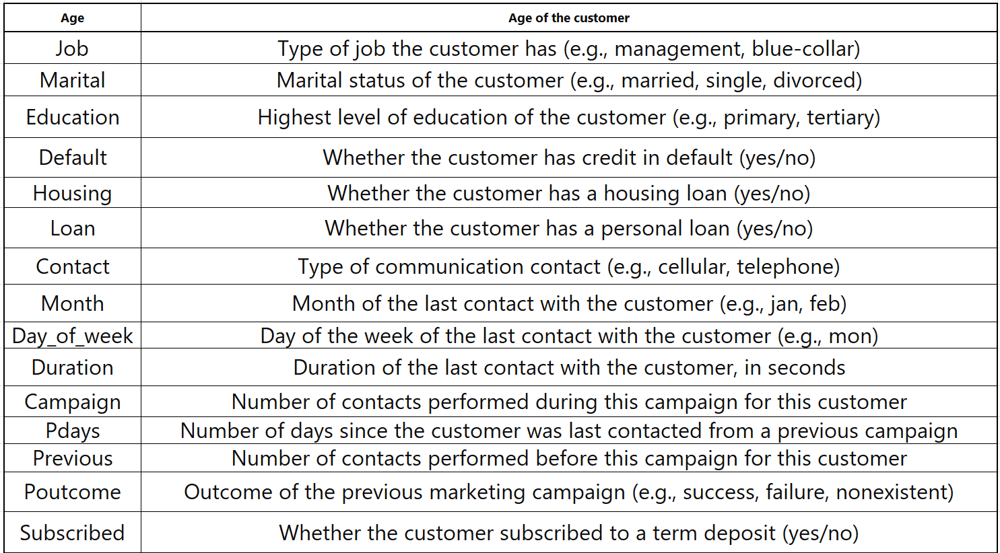 Age Age of the customer
Job Type of job the customer has (e.g., management, blue-collar)
Marital Marital status of the customer (e.g., married, single, divorced)
Education Highest level of education of the customer (e.g., primary, tertiary)
Default Whether the customer has credit in default (yes/no)
Housing Whether the customer has a housing loan (yes/no)
Loan Whether the customer has a personal loan (yes/no)
Contact Type of communication contact (e.g., cellular, telephone)
Month Month of the last contact with the customer (e.g., jan, feb)
Day_of_week Day of the week of the last contact with the customer (e.g., mon)
Duration Duration of the last contact with the customer, in seconds
Campaign Number of contacts performed during this campaign for this customer
Pdays Number of days since the customer was last contacted from a previous campaign
Previous Number of contacts performed before this campaign for this customer
Poutcome Outcome of the previous marketing campaign (e.g., success, failure, nonexistent)
Subscribed Whether the customer subscribed to a term deposit (yes/no)